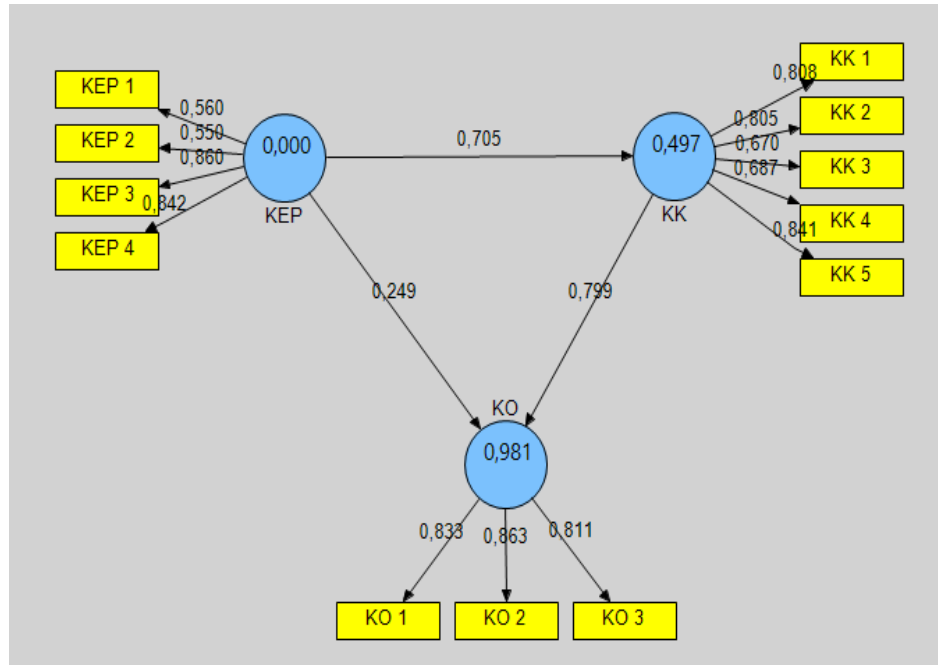 KEP 1
KEP 2
KEP 3
KEP 4
0,560
0,550
0,860
0,842
0,000
KEP
0,705
0,497
KK
0,808
0,805
0,670
0,687
0,841
KK 1
KK 2
KK 3
KK 4
KK 5
0,249
0,799
KO
0,981
0,833
0,863
0,811
KO 1
KO 2
KO 3